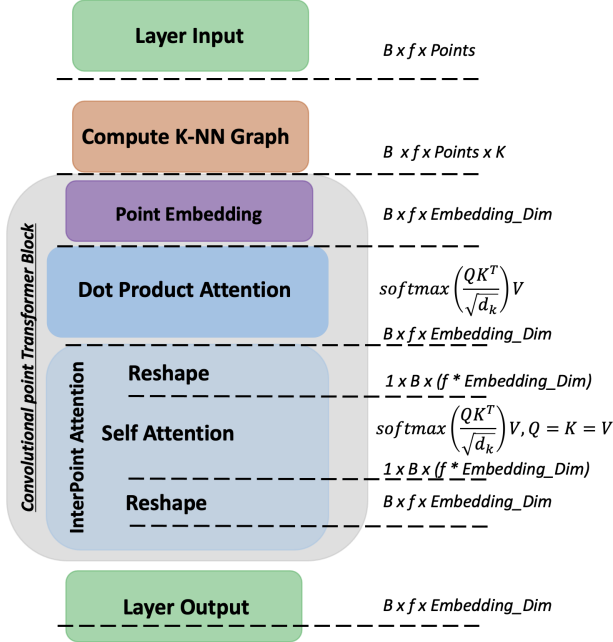 Layer Input
B x f x Points
Compute K-NN Graph
B x f x Points x K
Convolutional point Transformer Block
Point Embedding
B x f x Embedding_Dim
Dot Product Attention
softmax(QK^T/√d_k)V
B x f x Embedding_Dim
InterPoint Attention
Reshape
1 x B x (f * Embedding_Dim)
Self Attention
softmax(QK^T/√d_k)V, Q = K = V
1 x B x (f * Embedding_Dim)
Reshape
B x f x Embedding_Dim
Layer Output
B x f x Embedding_Dim